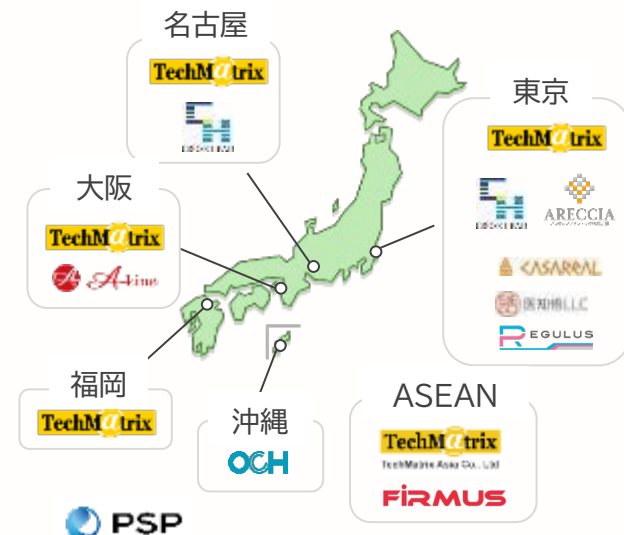 名古屋
TechMatrix
東京
TechMatrix
ARECCIA
CASAREAL
医知悟LLC
REGULUS
大阪
TechMatrix
A-Line
福岡
TechMatrix
沖縄
OCH
ASEAN
TechMatrix
TechMatrix Asia Co., Ltd
FIRMUS
PSP